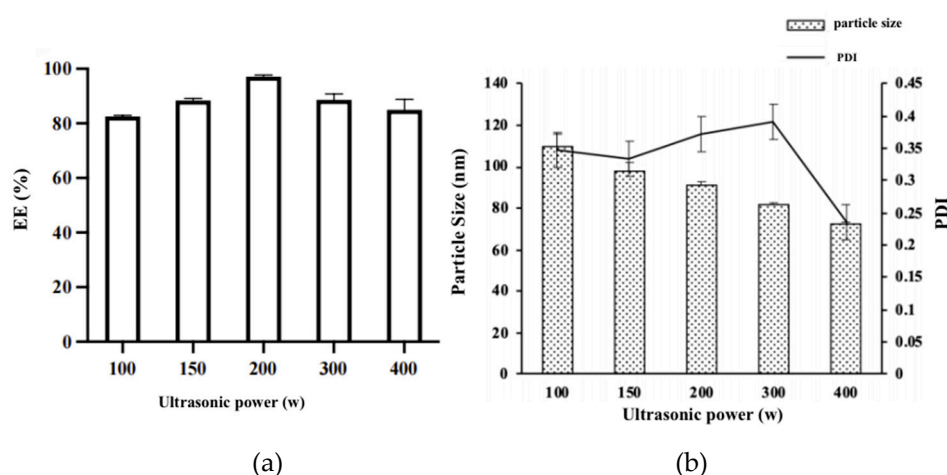 100
80
60
40
20
0
EE (%)
100 150 200 300 400
Ultrasonic power (w)
(a)
particle size
PDI
140
120
100
80
60
40
20
0
Particle Size (nm)
0.45
0.4
0.35
0.3
0.25
0.2
0.15
0.1
0.05
0
PDI
100 150 200 300 400
Ultrasonic power (w)
(b)